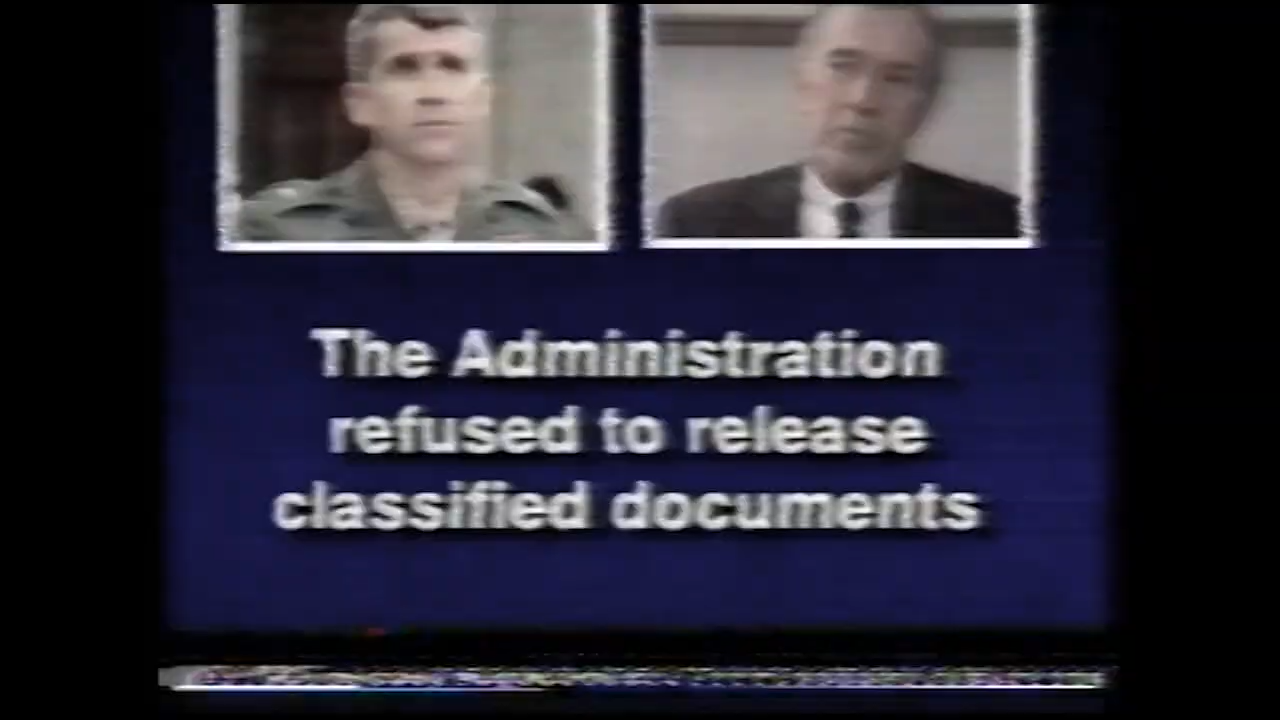 The Administration
refused to release
classified documents